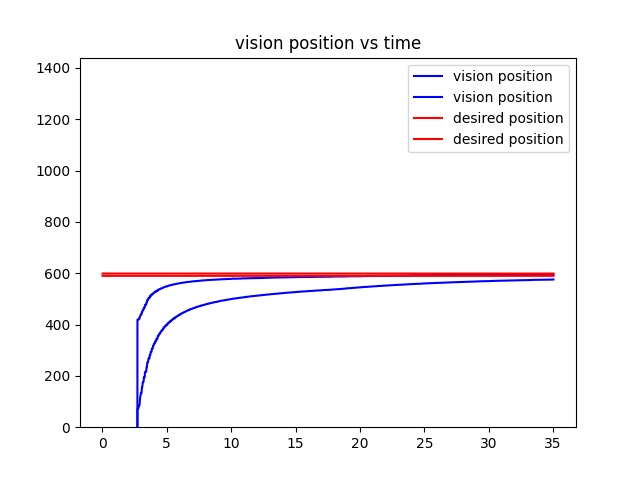 vision position vs time
1400
1200
1000
800
600
400
200
0
vision position
vision position
desired position
desired position
0 5 10 15 20 25 30 35